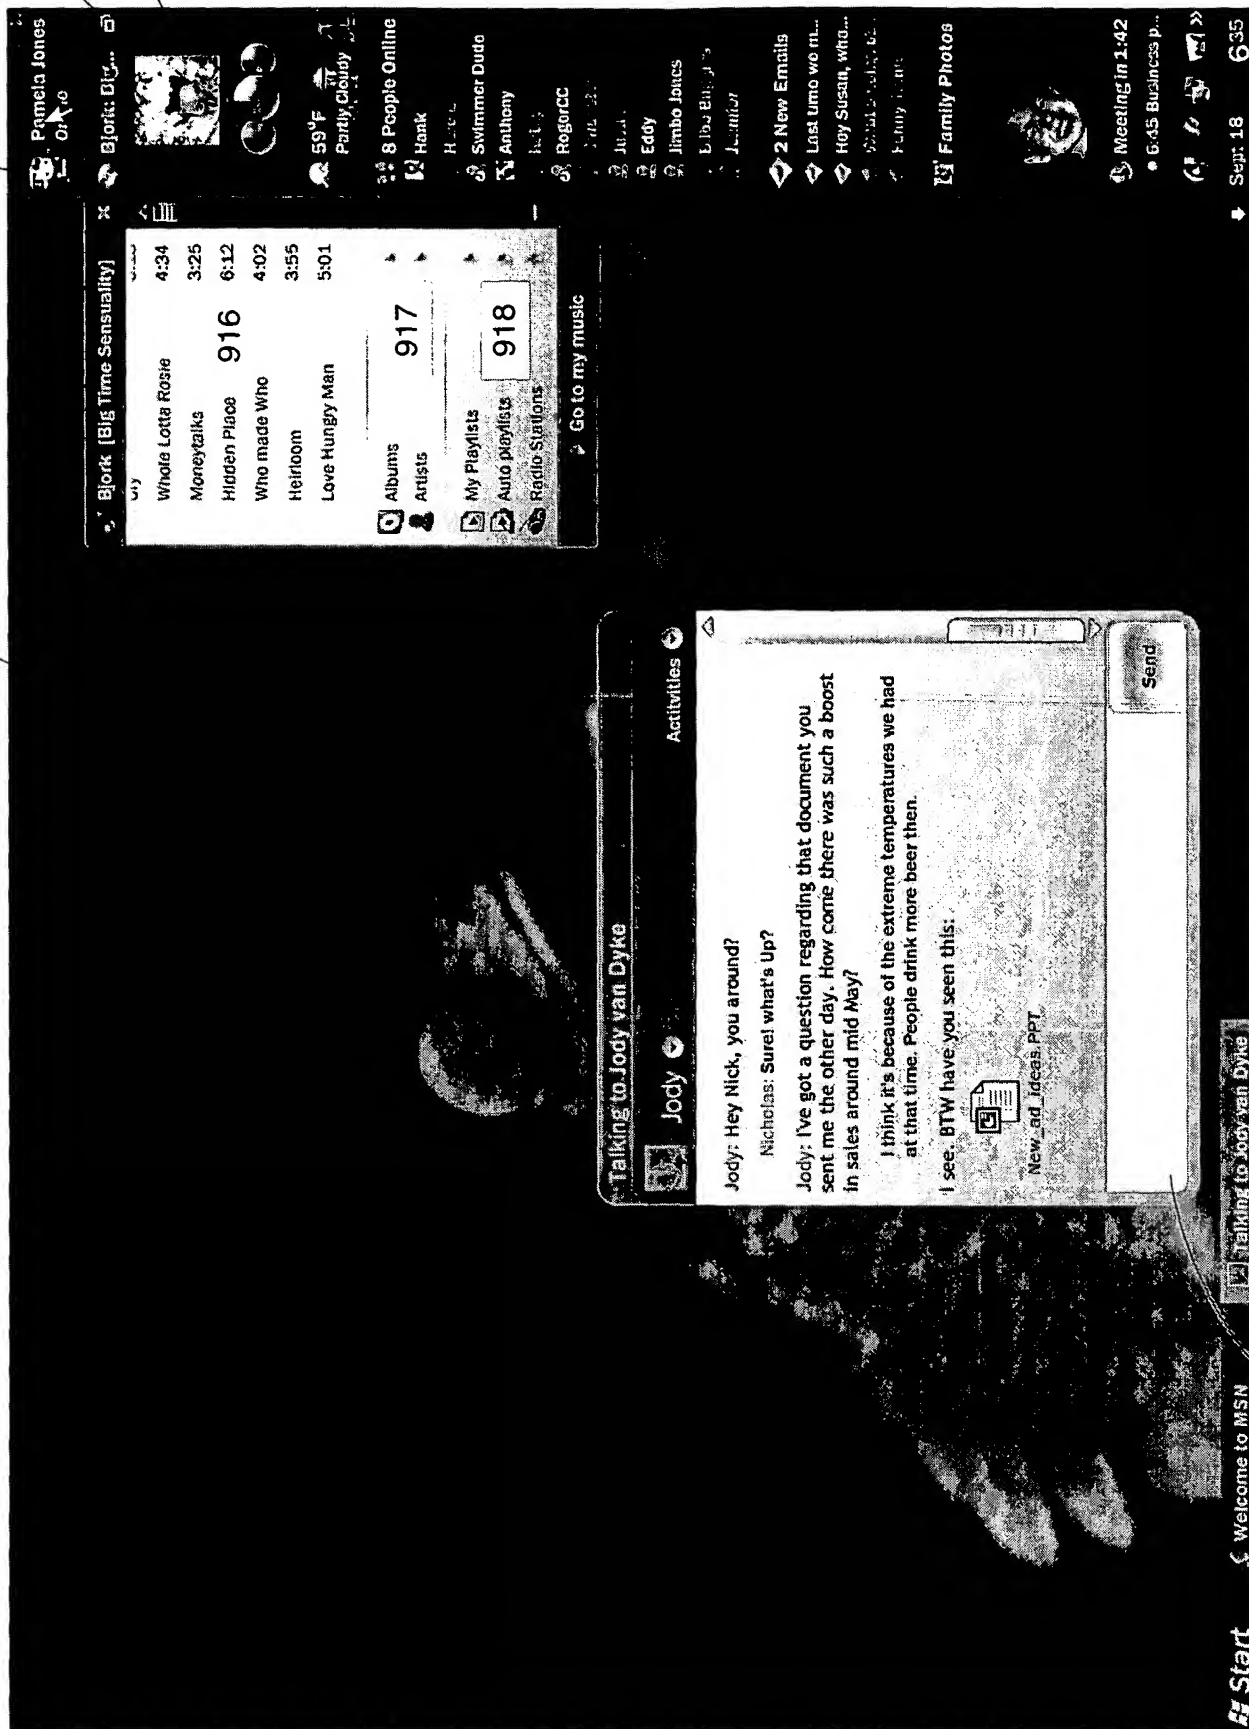 Pamela Jones
Bjork: Big...
59°F
Partly Cloudy
8 People Online
Hank
Swimmer Dude
Anthony
RogerCC
Eddy
Jimbo Jones
Jennifer
2 New Emails
Hey Susan, wha...
Family Photos
Meeting in 1:42
6:45 Business p...
Sept 18
635
Bjork [Big Time Sensuality]
Whole Lotta Rosie 4:34
Moneytalks 3:25
Hidden Place 6:12
916
Who made Who 4:02
Heirloom 3:55
Love Hungry Man 5:01
Albums
Artists
917
My Playlists
Auto playlists
918
Radio Stations
Go to my music
Talking to Jody van Dyke
Jody
Actitvities
Jody: Hey Nick, you around?
Nicholas: Sure! what's Up?
Jody: I've got a question regarding that document you
sent me the other day. How come there was such a boost
in sales around mid May?
I think it's because of the extreme temperatures we had
at that time. People drink more beer then.
I see. BTW have you seen this:
New_ad_ideas.PPT
Send
Start
Welcome to MSN
Talking to Jody van Dyke